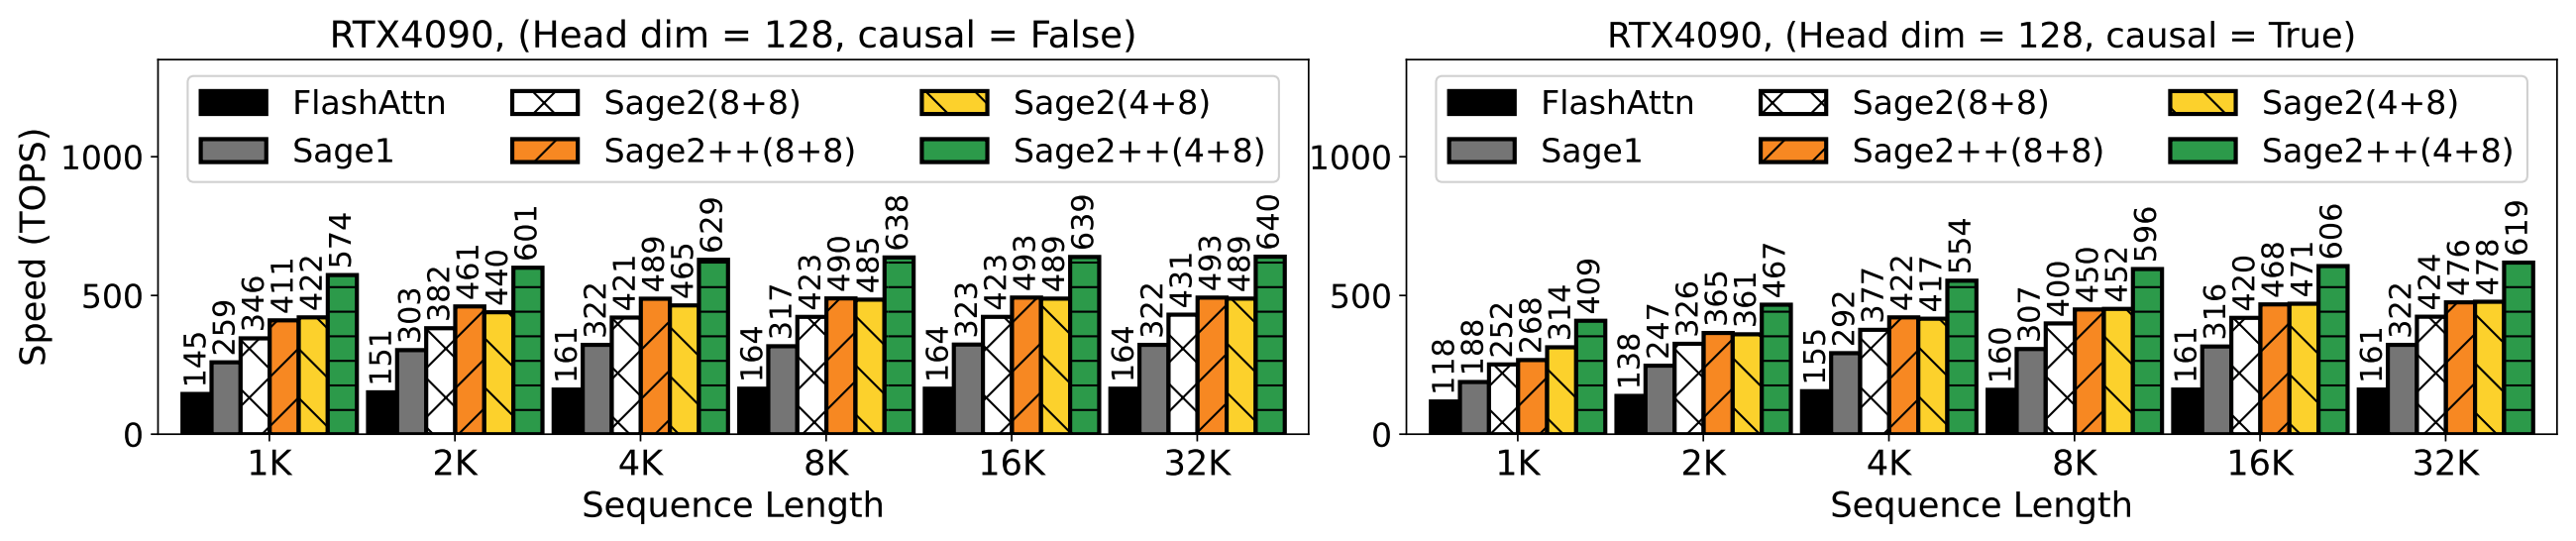 RTX4090, (Head dim = 128, causal = False)
FlashAttn Sage2(8+8) Sage2(4+8)
Sage1 Sage2++(8+8) Sage2++(4+8)
Speed (TOPS)
1000
500
0
145 259 346 411 422 574
151 303 382 461 440 601
161 322 421 489 465 629
164 317 423 490 485 638
164 323 423 493 489 639
164 322 431 493 489 640
1K 2K 4K 8K 16K 32K
Sequence Length
RTX4090, (Head dim = 128, causal = True)
FlashAttn Sage2(8+8) Sage2(4+8)
Sage1 Sage2++(8+8) Sage2++(4+8)
1000
500
0
118 188 252 268 314 409
138 247 326 365 361 467
155 292 377 422 417 554
160 307 400 450 452 596
161 316 420 468 471 606
161 322 424 476 478 619
1K 2K 4K 8K 16K 32K
Sequence Length